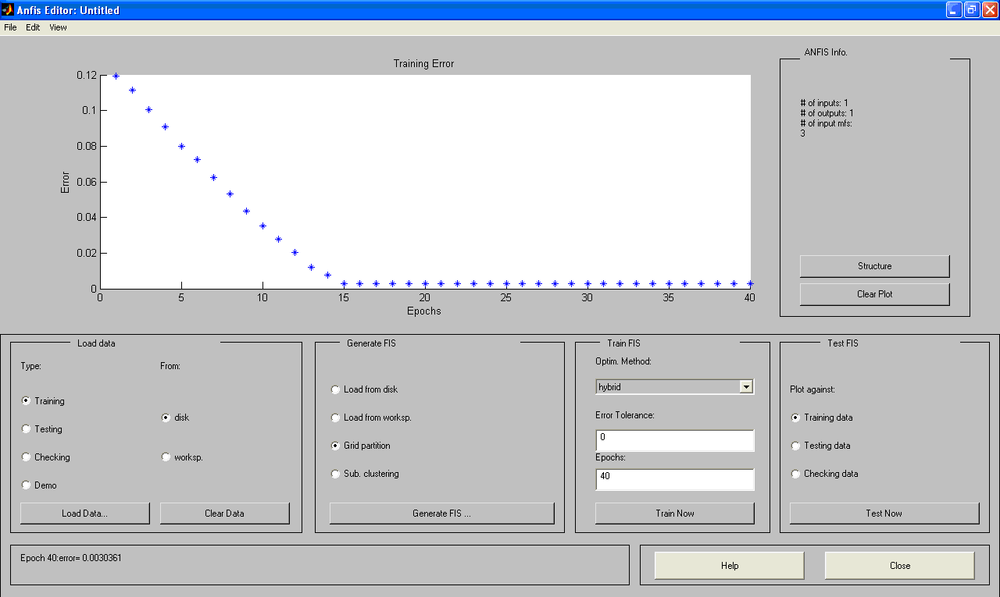 Anfis Editor: Untitled
File Edit View
Training Error
0.12
0.1
0.08
0.06
0.04
0.02
0
Error
0 5 10 15 20 25 30 35 40
Epochs
ANFIS Info.
# of inputs: 1
# of outputs: 1
# of input mfs:
3
Structure
Clear Plot
Load data
Type:
From:
Training
Testing
Checking
Demo
disk
worksp.
Load Data...
Clear Data
Generate FIS
Load from disk
Load from worksp.
Grid partition
Sub. clustering
Generate FIS ...
Train FIS
Optim. Method:
hybrid
Error Tolerance:
0
Epochs:
40
Train Now
Test FIS
Plot against:
Training data
Testing data
Checking data
Test Now
Epoch 40:error= 0.0030361
Help
Close